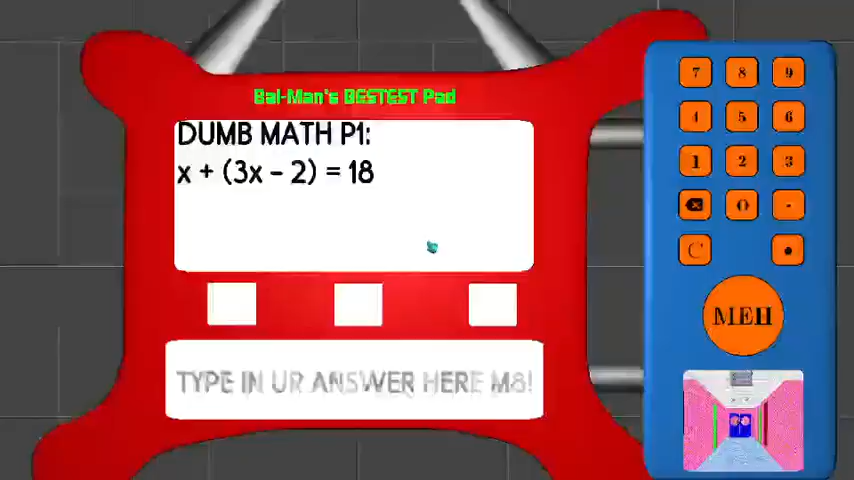 Bal-Man's BESTEST Pad
DUMB MATH P1:
x + (3x - 2) = 18
TYPE IN UR ANSWER HERE M8!
7 8 9
4 5 6
1 2 3
0 -
C .
MEH